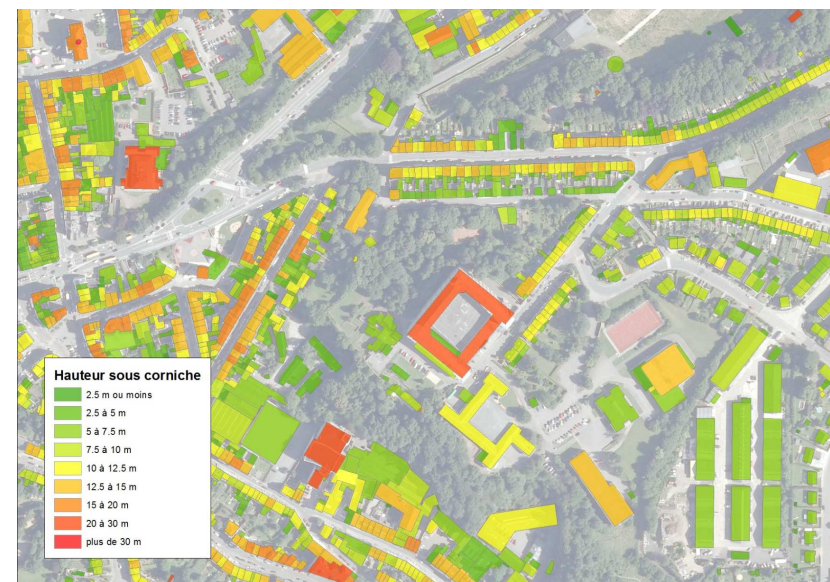 Hauteur sous corniche
2.5 m ou moins
2.5 à 5 m
5 à 7.5 m
7.5 à 10 m
10 à 12.5 m
12.5 à 15 m
15 à 20 m
20 à 30 m
plus de 30 m